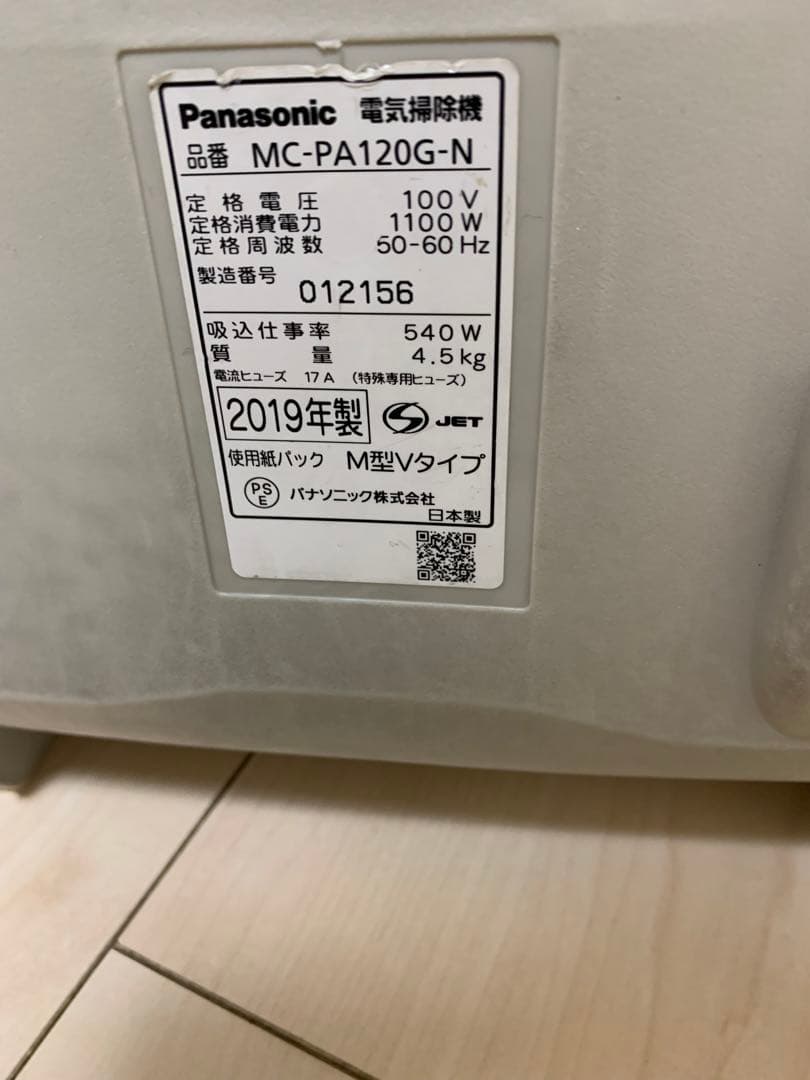 Panasonic 電気掃除機
品番 MC-PA120G-N
定格電圧 100V
定格消費電力 1100W
定格周波数 50-60Hz
製造番号 012156
吸込仕事率 540W
質量 4.5kg
電流ヒューズ 17A (特殊専用ヒューズ)
2019年製 S JET
使用紙パック M型Vタイプ
PSE パナソニック株式会社
日本製